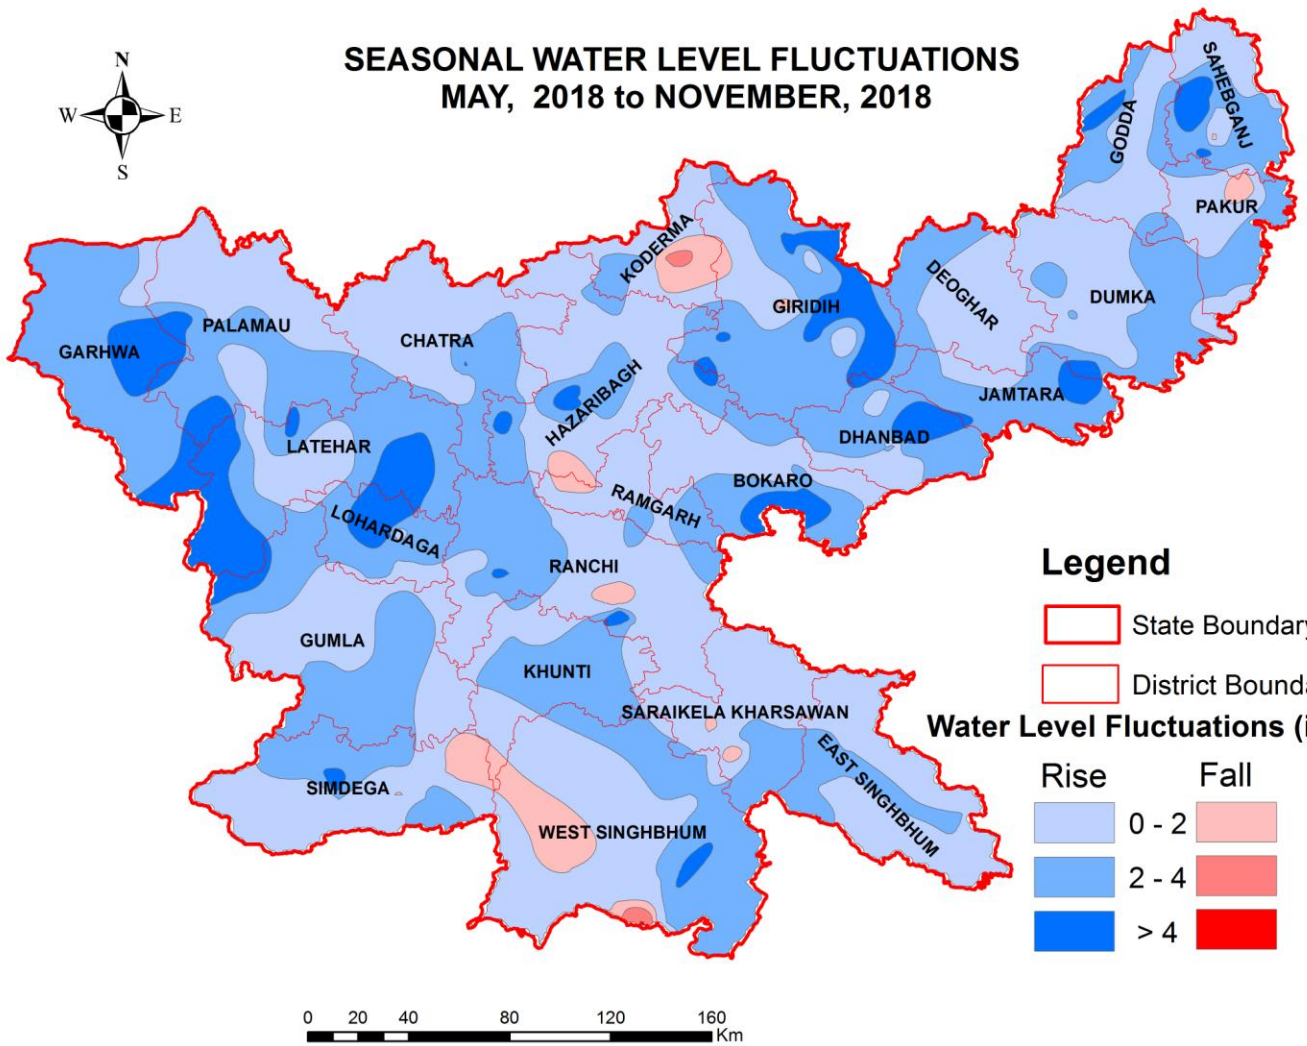 SEASONAL WATER LEVEL FLUCTUATIONS
MAY, 2018 to NOVEMBER, 2018
N
W E
S
SAHEBGANJ
GODDA
PAKUR
KODERMA
DEOGHAR
DUMKA
GIRIDIH
PALAMAU
CHATRA
GARHWA
HAZARIBAGH
JAMTARA
LATEHAR
DHANBAD
BOKARO
RAMGARH
LOHARDAGA
RANCHI
GUMLA
KHUNTI
SARAIKELA KHARSAWAN
EAST SINGHBHUM
SIMDEGA
WEST SINGHBHUM
Legend
State Boundary
District Bounda
Water Level Fluctuations (i
Rise Fall
0 - 2
2 - 4
> 4
0 20 40 80 120 160
Km